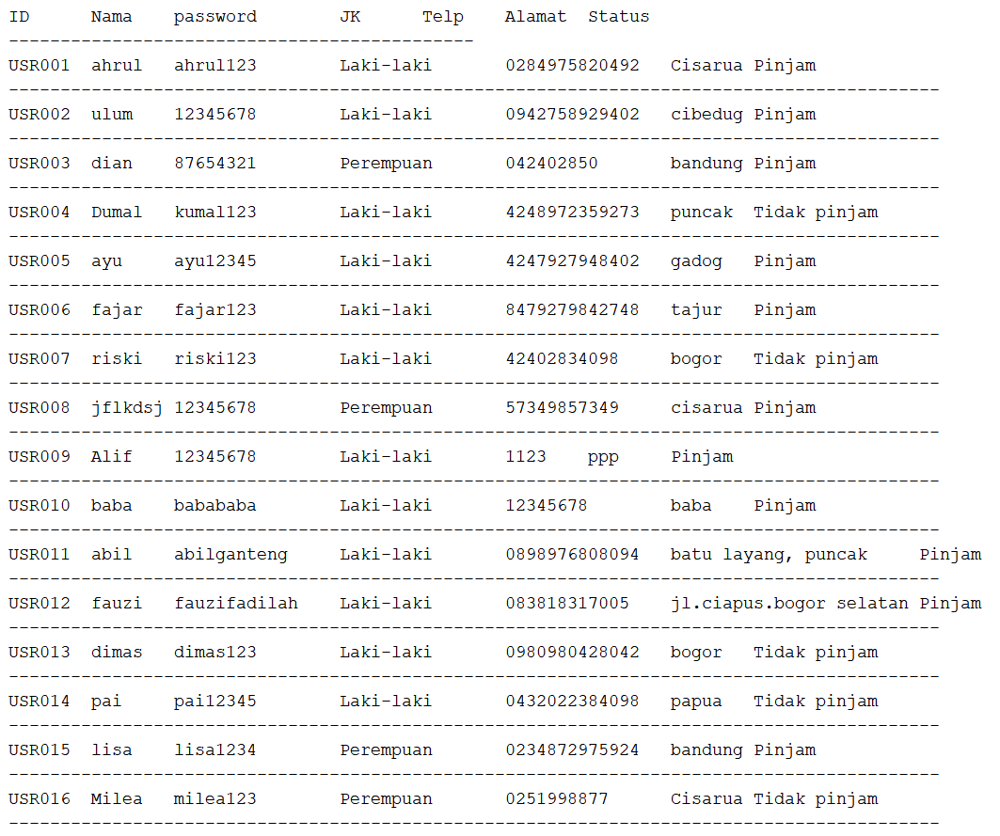 ID Nama password JK Telp Alamat Status
---------------------------------------------
USR001 ahrul ahrul123 Laki-laki 0284975820492 Cisarua Pinjam
------------------------------------------------------------------------------------------
USR002 ulum 12345678 Laki-laki 0942758929402 cibedug Pinjam
------------------------------------------------------------------------------------------
USR003 dian 87654321 Perempuan 042402850 bandung Pinjam
------------------------------------------------------------------------------------------
USR004 Dumal kumal123 Laki-laki 4248972359273 puncak Tidak pinjam
------------------------------------------------------------------------------------------
USR005 ayu ayu12345 Laki-laki 4247927948402 gadog Pinjam
------------------------------------------------------------------------------------------
USR006 fajar fajar123 Laki-laki 8479279842748 tajur Pinjam
------------------------------------------------------------------------------------------
USR007 riski riski123 Laki-laki 42402834098 bogor Tidak pinjam
------------------------------------------------------------------------------------------
USR008 jflkdsj 12345678 Perempuan 57349857349 cisarua Pinjam
------------------------------------------------------------------------------------------
USR009 Alif 12345678 Laki-laki 1123 ppp Pinjam
------------------------------------------------------------------------------------------
USR010 baba babababa Laki-laki 12345678 baba Pinjam
------------------------------------------------------------------------------------------
USR011 abil abilganteng Laki-laki 0898976808094 batu layang, puncak Pinjam
------------------------------------------------------------------------------------------
USR012 fauzi fauzifadilah Laki-laki 083818317005 jl.ciapus.bogor selatan Pinjam
------------------------------------------------------------------------------------------
USR013 dimas dimas123 Laki-laki 0980980428042 bogor Tidak pinjam
------------------------------------------------------------------------------------------
USR014 pai pai12345 Laki-laki 0432022384098 papua Tidak pinjam
------------------------------------------------------------------------------------------
USR015 lisa lisa1234 Perempuan 0234872975924 bandung Pinjam
------------------------------------------------------------------------------------------
USR016 Milea milea123 Perempuan 0251998877 Cisarua Tidak pinjam
------------------------------------------------------------------------------------------